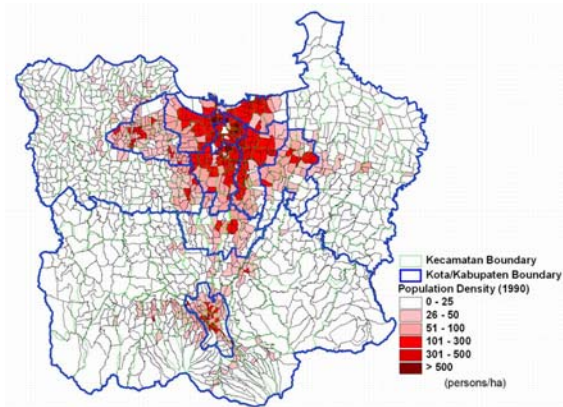 Kecamatan Boundary
Kota/Kabupaten Boundary
Population Density (1990)
0 - 25
26 - 50
51 - 100
101 - 300
301 - 500
> 500
(persons/ha)